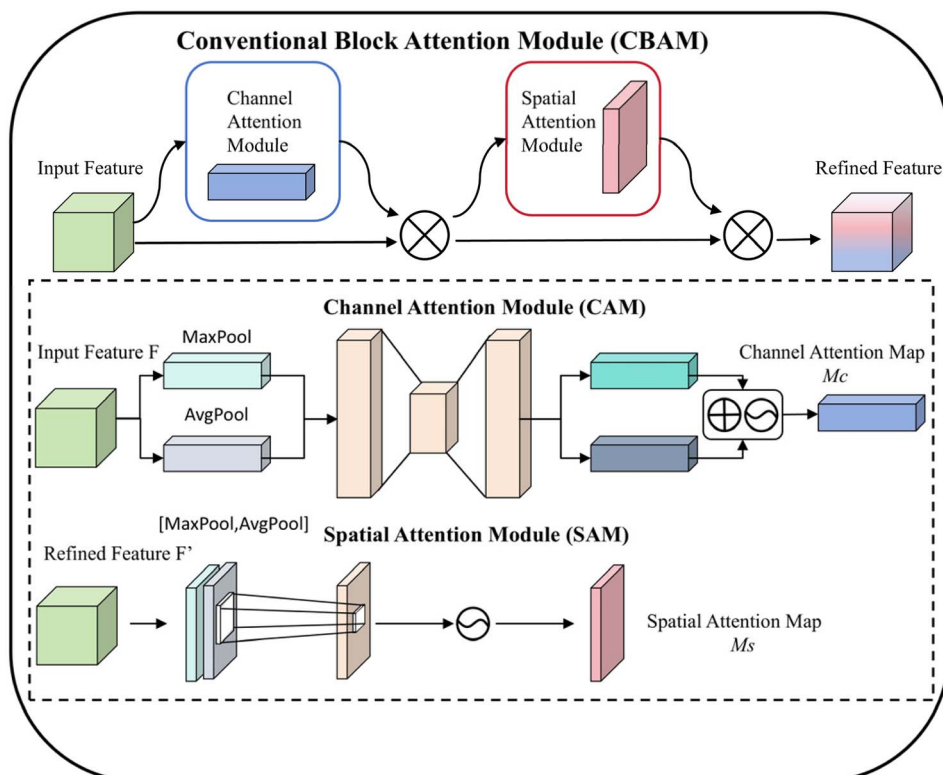 Conventional Block Attention Module (CBAM)
Channel
Attention
Module
Spatial
Attention
Module
Input Feature
Refined Feature
Channel Attention Module (CAM)
Input Feature F
MaxPool
AvgPool
Channel Attention Map
Mc
[MaxPool,AvgPool]
Spatial Attention Module (SAM)
Refined Feature F’
Spatial Attention Map
Ms